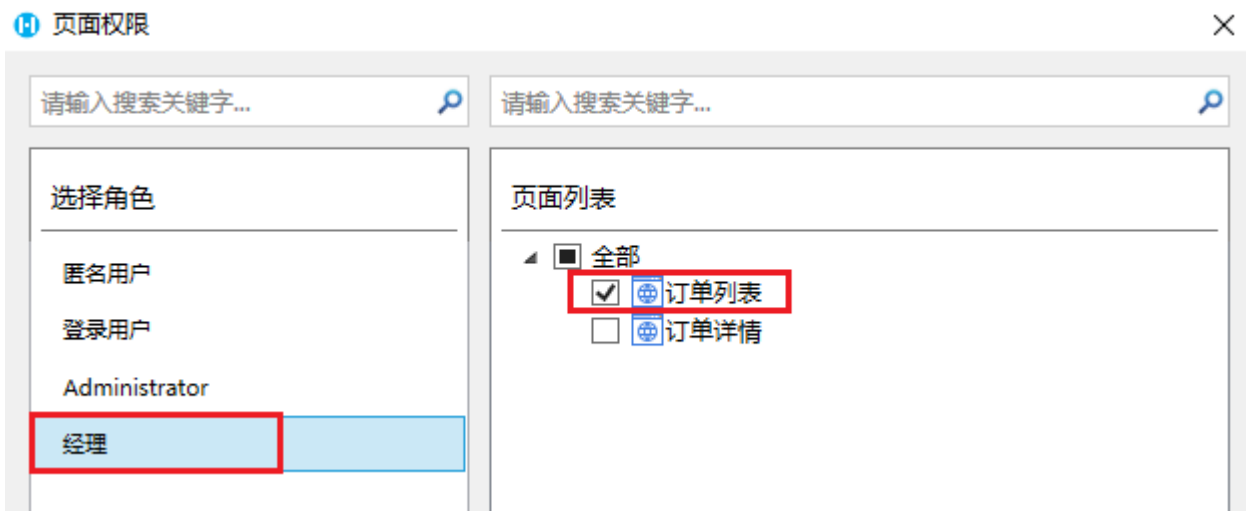 页面权限
请输入搜索关键字...
请输入搜索关键字...
选择角色
匿名用户
登录用户
Administrator
经理
页面列表
全部
订单列表
订单详情